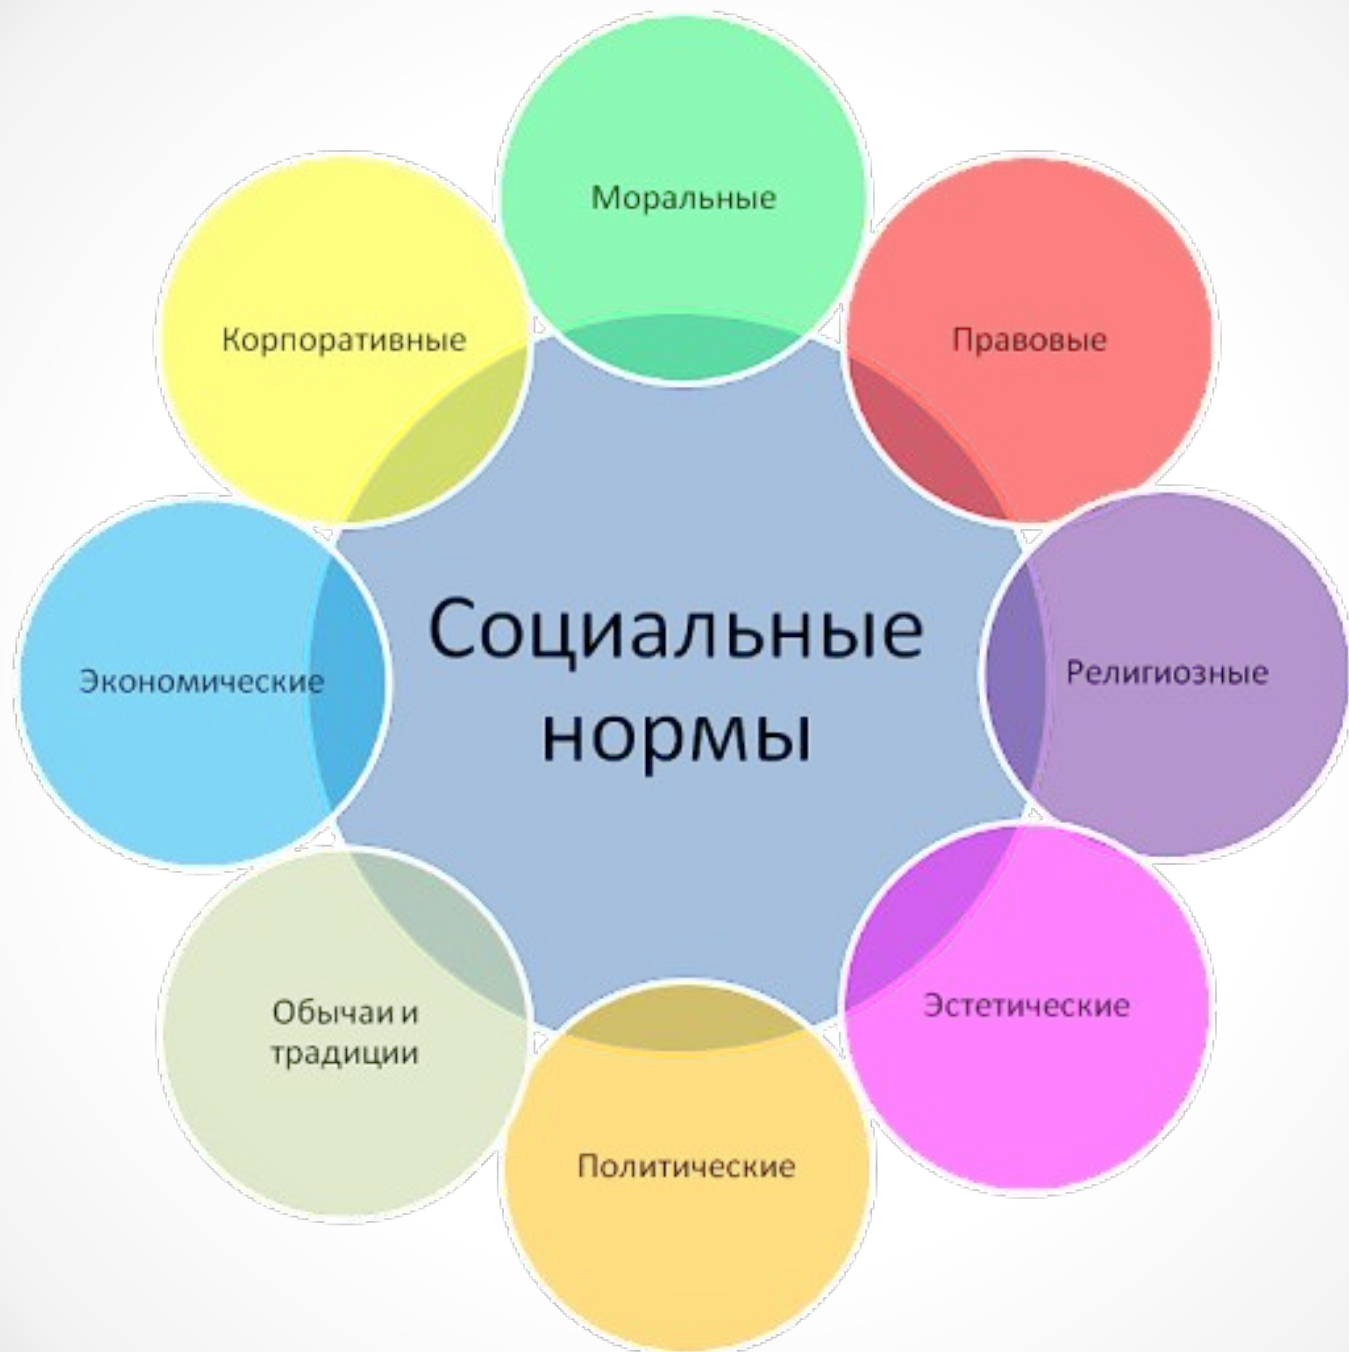 Моральные
Корпоративные
Правовые
Социальные
нормы
Экономические
Религиозные
Обычаи и
традиции
Эстетические
Политические